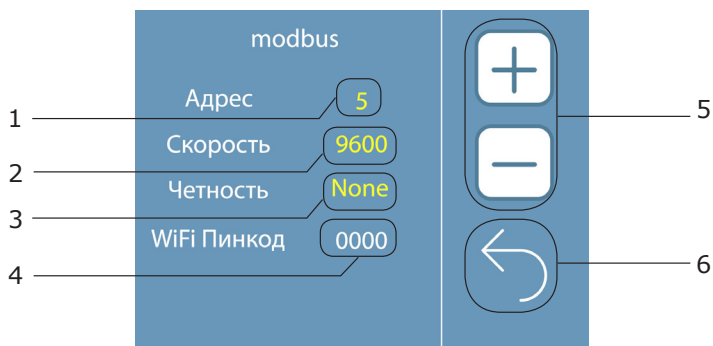 modbus
1 Адрес 5
2 Скорость 9600
3 Четность None
4 WiFi Пинкод 0000
5
6